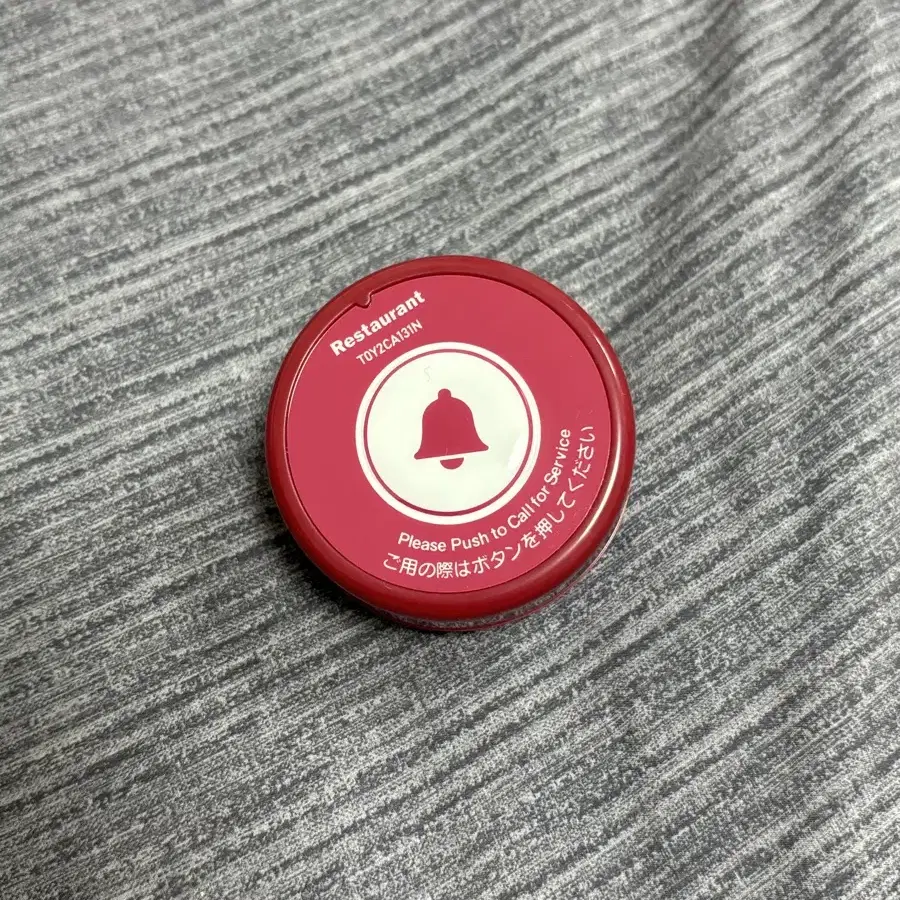 Restaurant
TOY2CA131N
Please Push to Call for Service
ご用の際はボタンを押してください